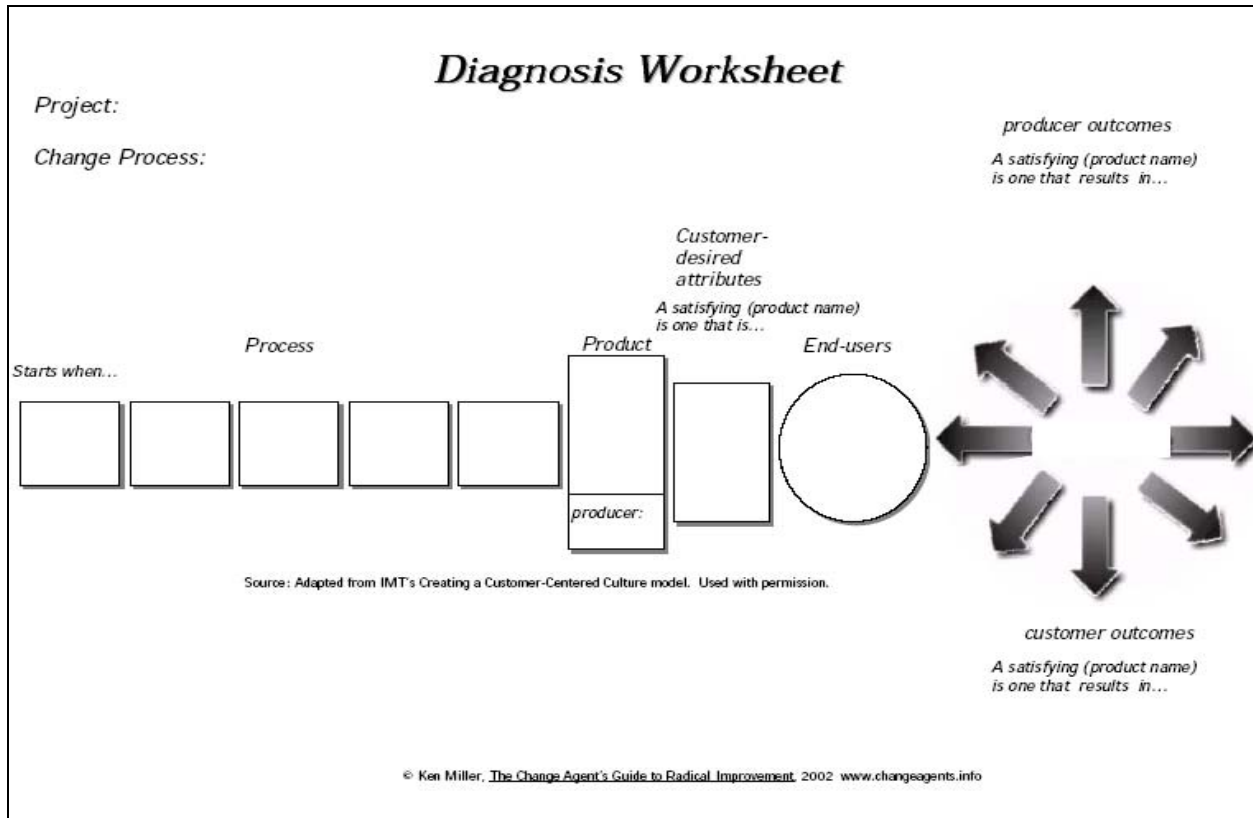 Diagnosis Worksheet
Project:
Change Process:
producer outcomes
A satisfying (product name)
is one that results in...
Customer-
desired
attributes
A satisfying (product name)
is one that is...
Process
Product
End-users
Starts when...
producer:
Source: Adapted from IMT's Creating a Customer-Centered Culture model. Used with permission.
customer outcomes
A satisfying (product name)
is one that results in...
© Ken Miller, The Change Agent's Guide to Radical Improvement, 2002 www.changeagents.info